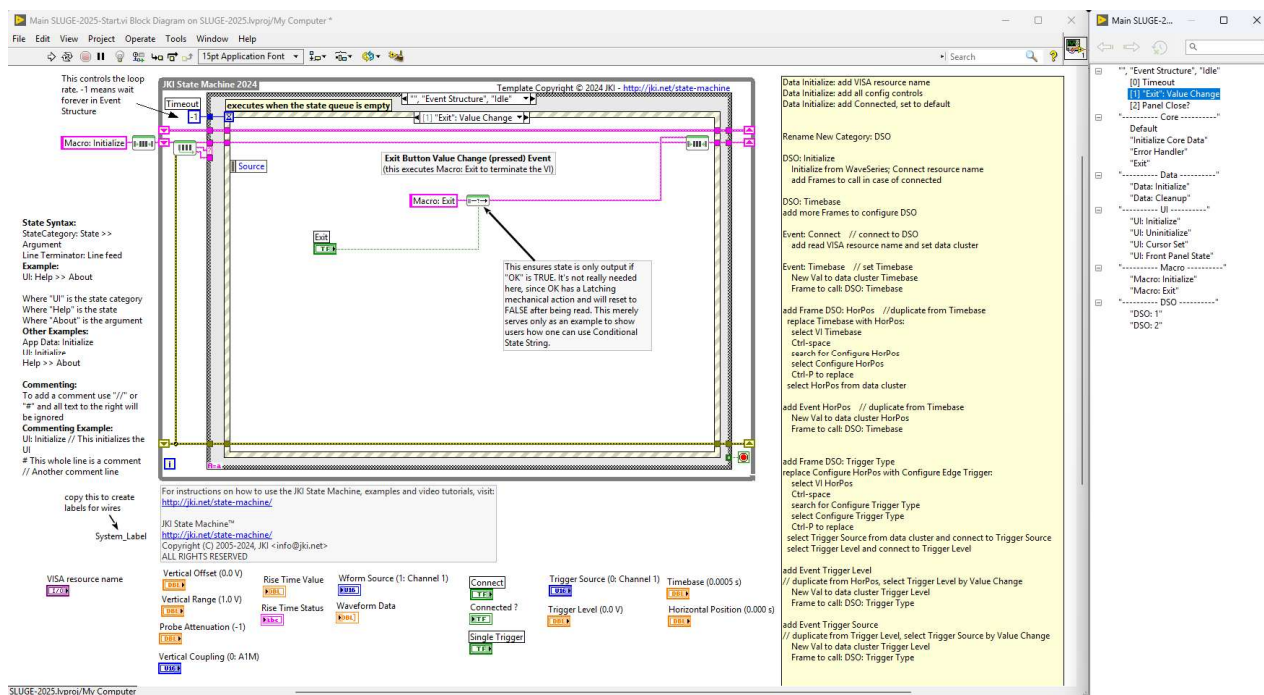 Main SLUGE-2025-Start.vi Block Diagram on SLUGE-2025.lvproj/My Computer *
File Edit View Project Operate Tools Window Help
15pt Application Font
Search
This controls the loop
rate. -1 means wait
forever in Event
Structure
Macro: Initialize
State Syntax:
StateCategory: State >>
Argument
Line Terminator: Line feed
Example:
UI: Help >> About
Where "UI" is the state category
Where "Help" is the state
Where "About" is the argument
Other Examples:
App Data: Initialize
UI: Initialize
Help >> About
Commenting:
To add a comment use "//" or
"#" and all text to the right will
be ignored
Commenting Example:
UI: Initialize // This initializes the
UI
# This whole line is a comment
// Another comment line
copy this to create
labels for wires
System_Label
JKI State Machine 2024
Template Copyright © 2024 JKI - http://jki.net/state-machine
Timeout
-1
executes when the state queue is empty
"", "Event Structure", "Idle"
[1] "Exit": Value Change
Source
Exit Button Value Change (pressed) Event
(this executes Macro: Exit to terminate the VI)
Macro: Exit
Exit
TF
This ensures state is only output if
"OK" is TRUE. It's not really needed
here, since OK has a Latching
mechanical action and will reset to
FALSE after being read. This merely
serves only as an example to show
users how one can use Conditional
State String.
i
For instructions on how to use the JKI State Machine, examples and video tutorials, visit:
http://jki.net/state-machine/
JKI State Machine™
http://jki.net/state-machine/
Copyright (C) 2005-2024, JKI <info@jki.net>
ALL RIGHTS RESERVED
VISA resource name
I/O
Vertical Offset (0.0 V)
DBL
Vertical Range (1.0 V)
DBL
Probe Attenuation (-1)
DBL
Vertical Coupling (0: A1M)
U16
Rise Time Value
DBL
Rise Time Status
abc
Wform Source (1: Channel 1)
U16
Waveform Data
DBL
Connect
TF
Connected ?
TF
Single Trigger
TF
Trigger Source (0: Channel 1)
U16
Trigger Level (0.0 V)
DBL
Timebase (0.0005 s)
DBL
Horizontal Position (0.000 s)
DBL
SLUGE-2025.lvproj/My Computer
Data Initialize: add VISA resource name
Data Initialize: add all config controls
Data Initialize: add Connected, set to default
Rename New Category: DSO
DSO: Initialize
Initialize from WaveSeries; Connect resource name
add Frames to call in case of connected
DSO: Timebase
add more Frames to configure DSO
Event: Connect // connect to DSO
add read VISA resource name and set data cluster
Event: Timebase // set Timebase
New Val to data cluster Timebase
Frame to call: DSO: Timebase
add Frame DSO: HorPos //duplicate from Timebase
replace Timebase with HorPos:
select VI Timebase
Ctrl-space
search for Configure HorPos
select Configure HorPos
Ctrl-P to replace
select HorPos from data cluster
add Event HorPos // duplicate from Timebase
New Val to data cluster Timebase
Frame to call: DSO: Timebase
add Frame DSO: Trigger Type
replace Configure HorPos with Configure Edge Trigger:
select VI HorPos
Ctrl-space
search for Configure Trigger Type
select Configure Trigger Type
Ctrl-P to replace
select Trigger Source from data cluster and connect to Trigger Source
select Trigger Level and connect to Trigger Level
add Event Trigger Level
// duplicate from HorPos, select Trigger Level by Value Change
New Val to data cluster Trigger Level
Frame to call: DSO: Trigger Type
add Event Trigger Source
// duplicate from Trigger Level, select Trigger Source by Value Change
New Val to data cluster Trigger Level
Frame to call: DSO: Trigger Type
Main SLUGE-2...
"", "Event Structure", "Idle"
[0] Timeout
[1] "Exit": Value Change
[2] Panel Close?
"---------- Core ----------"
Default
"Initialize Core Data"
"Error Handler"
"Exit"
"---------- Data ----------"
"Data: Initialize"
"Data: Cleanup"
"---------- UI ----------"
"UI: Initialize"
"UI: Uninitialize"
"UI: Cursor Set"
"UI: Front Panel State"
"---------- Macro ----------"
"Macro: Initialize"
"Macro: Exit"
"---------- DSO ----------"
"DSO: 1"
"DSO: 2"